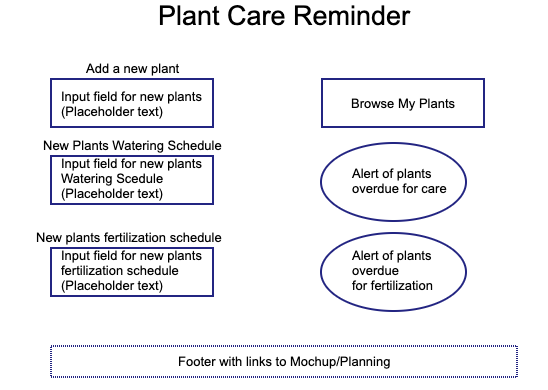 Plant Care Reminder
Add a new plant
Input field for new plants
(Placeholder text)
Browse My Plants
New Plants Watering Schedule
Input field for new plants
Watering Scedule
(Placeholder text)
Alert of plants
overdue for care
New plants fertilization schedule
Input field for new plants
fertilization schedule
(Placeholder text)
Alert of plants
overdue
for fertilization
Footer with links to Mochup/Planning